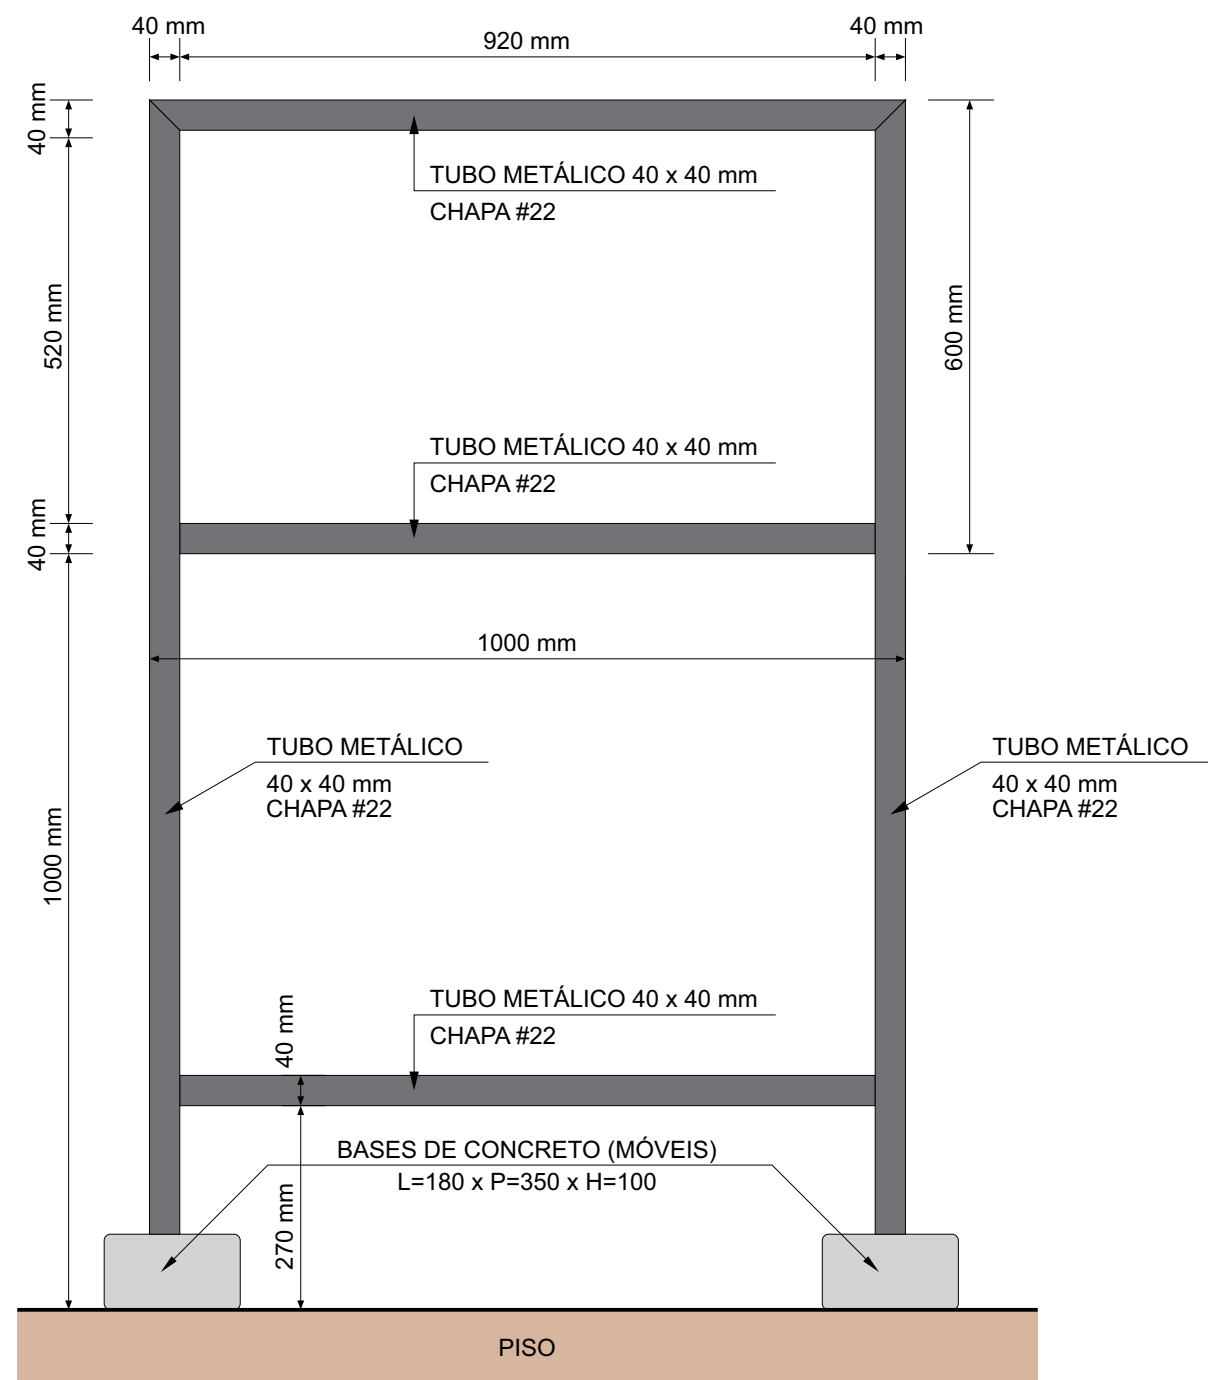 40 mm
920 mm
40 mm
40 mm
TUBO METÁLICO 40 x 40 mm
CHAPA #22
520 mm
600 mm
TUBO METÁLICO 40 x 40 mm
CHAPA #22
40 mm
1000 mm
TUBO METÁLICO
40 x 40 mm
CHAPA #22
TUBO METÁLICO
40 x 40 mm
CHAPA #22
1000 mm
TUBO METÁLICO 40 x 40 mm
CHAPA #22
40 mm
BASES DE CONCRETO (MÓVEIS)
L=180 x P=350 x H=100
270 mm
PISO